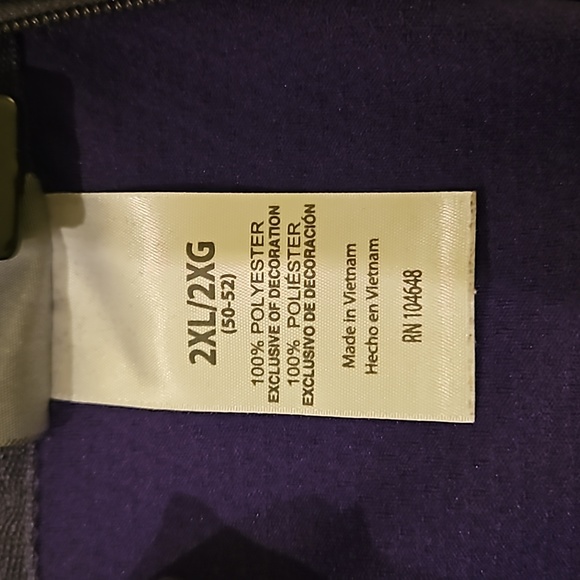 2XL/2XG
(50-52)
100% POLYESTER
EXCLUSIVE OF DECORATION
100% POLIÉSTER
EXCLUSIVO DE DECORACIÓN
Made in Vietnam
Hecho en Vietnam
RN 104648